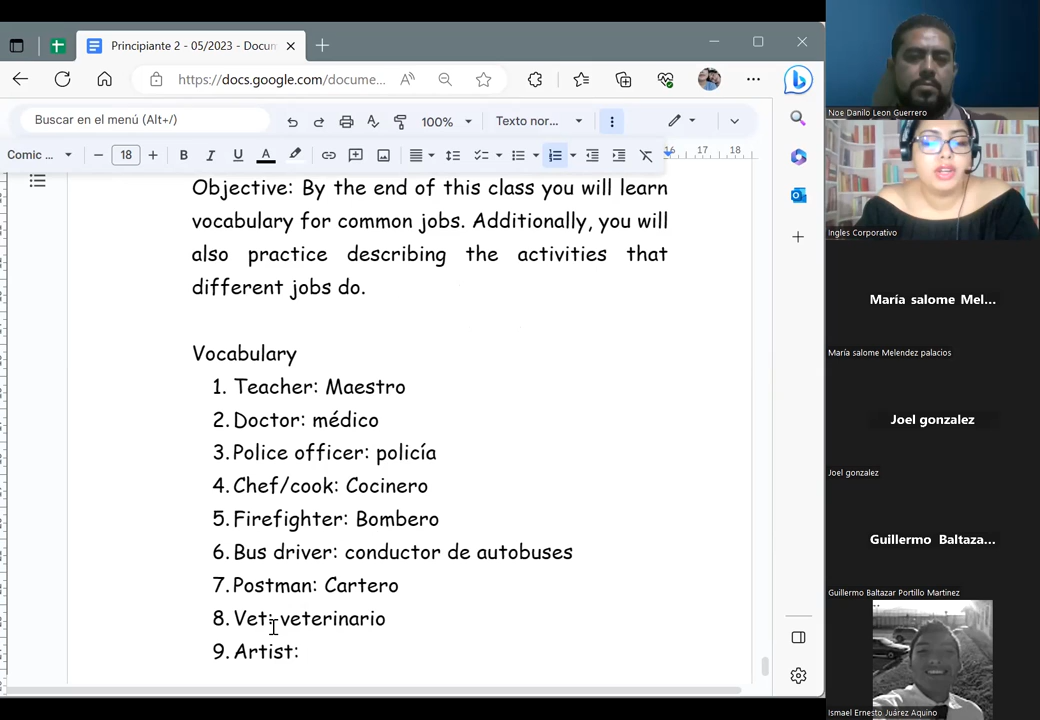 Principiante 2 - 05/2023 - Docum
https://docs.google.com/docume...
Buscar en el menú (Alt+/)
100%
Texto nor...
Comic ...
18
16 17 18
Objective: By the end of this class you will learn
vocabulary for common jobs. Additionally, you will
also practice describing the activities that
different jobs do.
Vocabulary
1. Teacher: Maestro
2. Doctor: médico
3. Police officer: policía
4. Chef/cook: Cocinero
5. Firefighter: Bombero
6. Bus driver: conductor de autobuses
7. Postman: Cartero
8. Vet: veterinario
9. Artist:
Noe Danilo Leon Guerrero
Ingles Corporativo
María salome Mel...
María salome Melendez palacios
Joel gonzalez
Joel gonzalez
Guillermo Baltaza...
Guillermo Baltazar Portillo Martinez
Ismael Ernesto Juárez Aquino